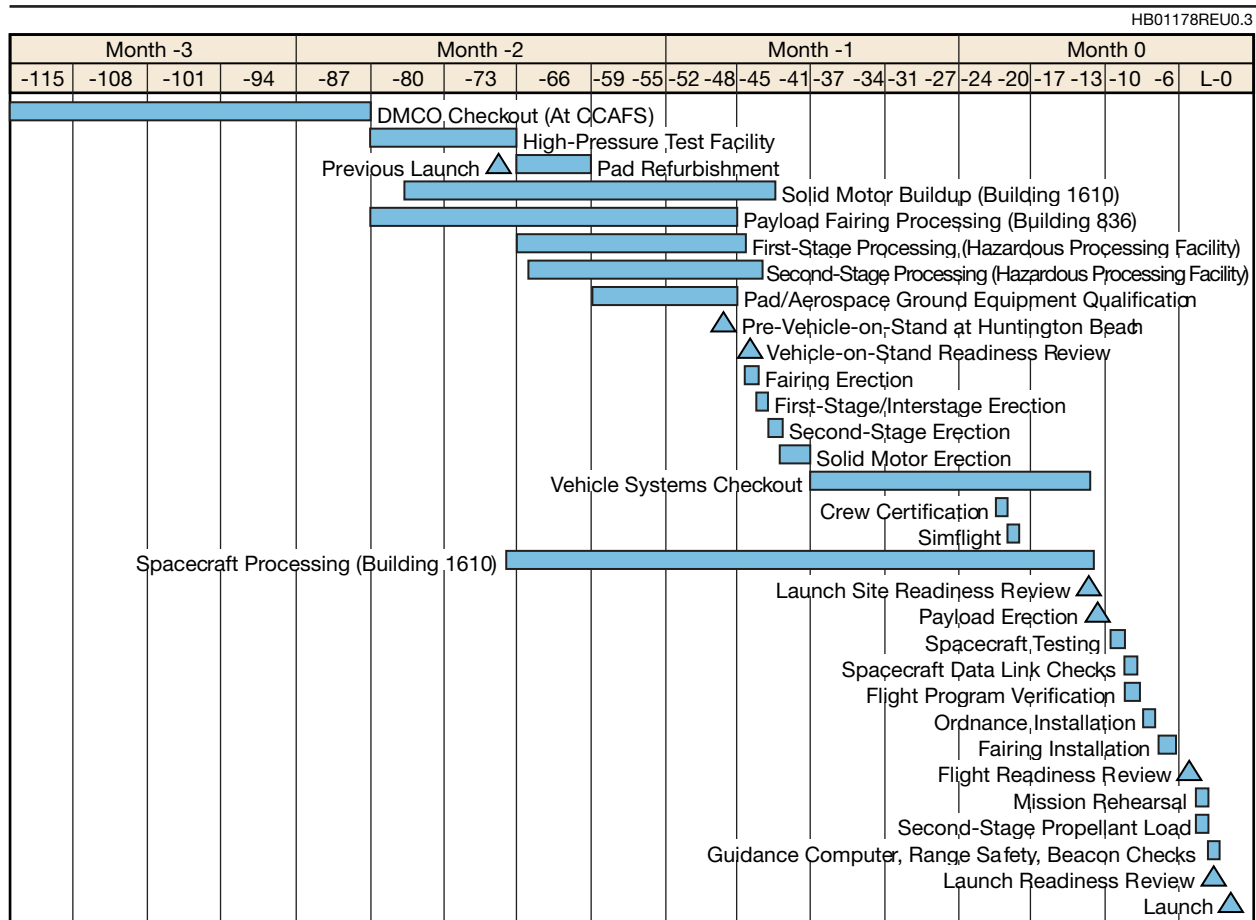 HB01178REU0.3
Month -3 Month -2 Month -1 Month 0
-115 -108 -101 -94 -87 -80 -73 -66 -59 -55 -52 -48 -45 -41 -37 -34 -31 -27 -24 -20 -17 -13 -10 -6 L-0
DMCO Checkout (At CCAFS)
High-Pressure Test Facility
Previous Launch Pad Refurbishment
Solid Motor Buildup (Building 1610)
Payload Fairing Processing (Building 836)
First-Stage Processing (Hazardous Processing Facility)
Second-Stage Processing (Hazardous Processing Facility)
Pad/Aerospace Ground Equipment Qualification
Pre-Vehicle-on-Stand at Huntington Beach
Vehicle-on-Stand Readiness Review
Fairing Erection
First-Stage/Interstage Erection
Second-Stage Erection
Solid Motor Erection
Vehicle Systems Checkout
Crew Certification
Simflight
Spacecraft Processing (Building 1610)
Launch Site Readiness Review
Payload Erection
Spacecraft Testing
Spacecraft Data Link Checks
Flight Program Verification
Ordnance Installation
Fairing Installation
Flight Readiness Review
Mission Rehearsal
Second-Stage Propellant Load
Guidance Computer, Range Safety, Beacon Checks
Launch Readiness Review
Launch